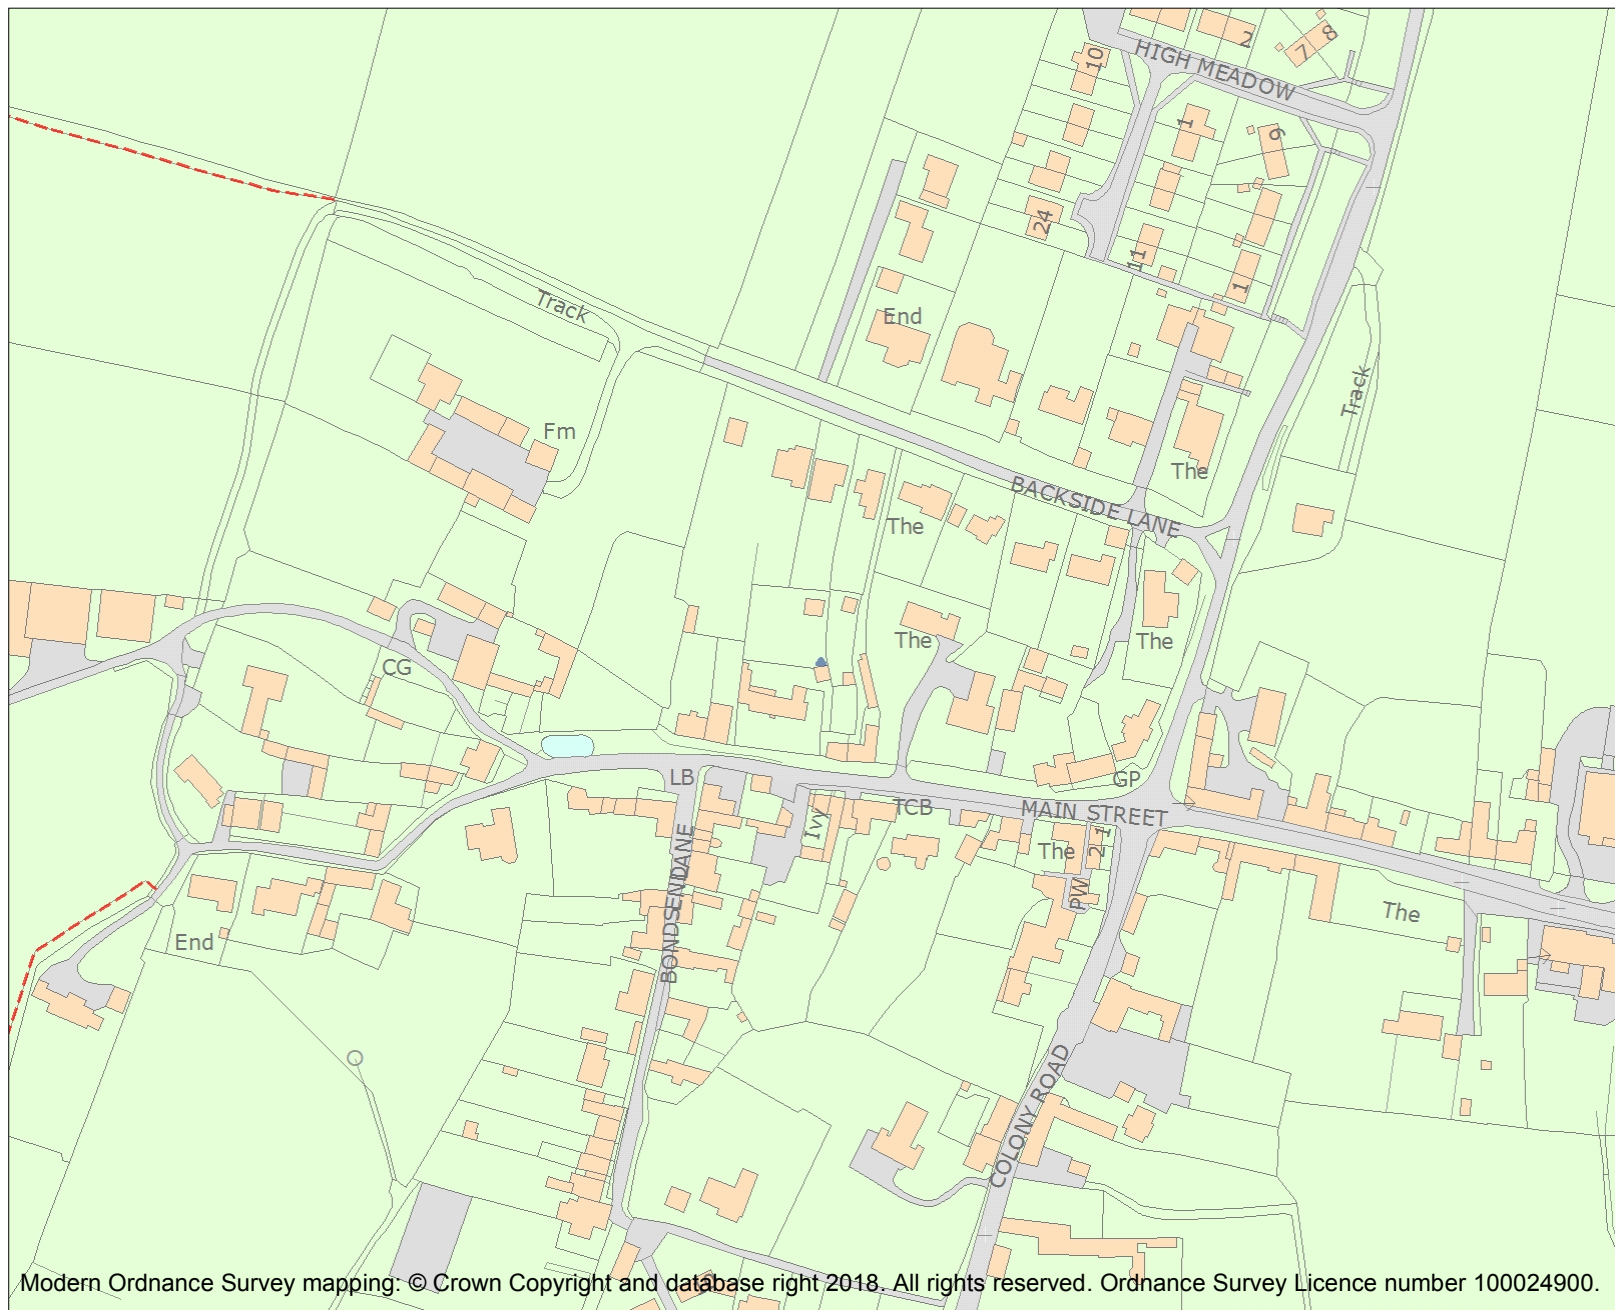 10
2
7
8
HIGH MEADOW
1
6
24
11
1
Track
End
Track
Fm
The
BACKSIDE LANE
The
The
The
CG
LB
GP
TCB
MAIN STREET
Ivy
The
2
1
PW
The
BONDSENDANE
End
COLONY ROAD
Modern Ordnance Survey mapping: © Crown Copyright and database right 2018. All rights reserved. Ordnance Survey Licence number 100024900.